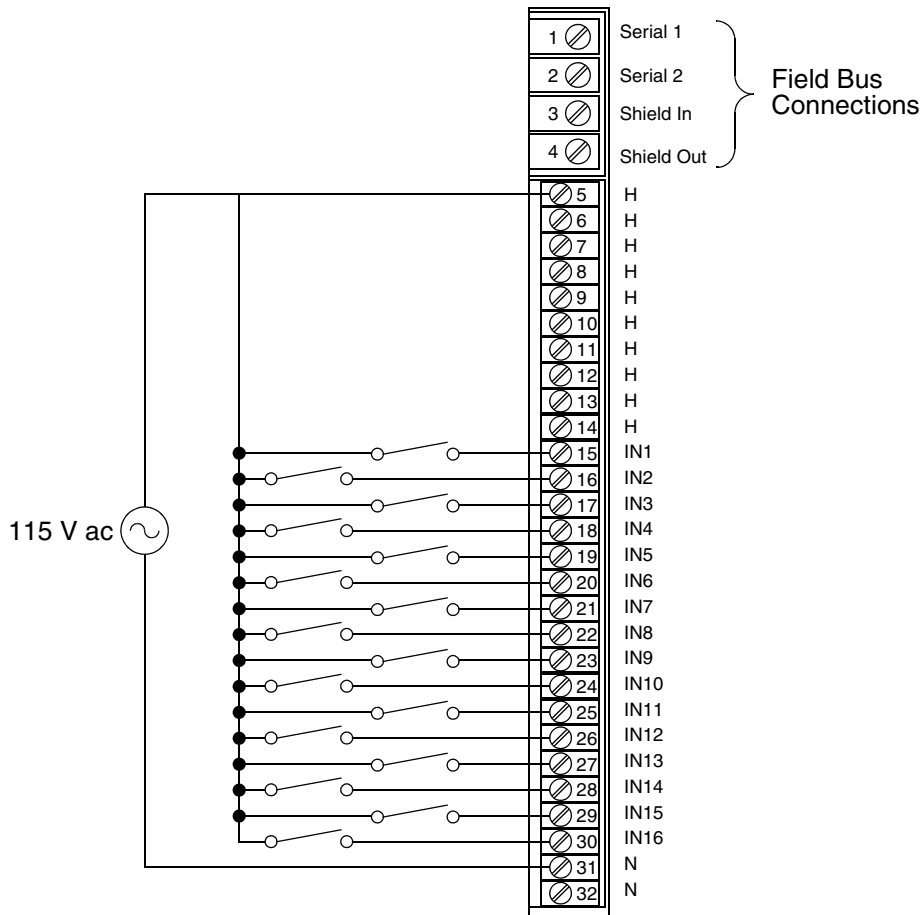 1 Serial 1
2 Serial 2
3 Shield In
4 Shield Out
Field Bus
Connections
5 H
6 H
7 H
8 H
9 H
10 H
11 H
12 H
13 H
14 H
15 IN1
16 IN2
17 IN3
115 V ac
18 IN4
19 IN5
20 IN6
21 IN7
22 IN8
23 IN9
24 IN10
25 IN11
26 IN12
27 IN13
28 IN14
29 IN15
30 IN16
31 N
32 N